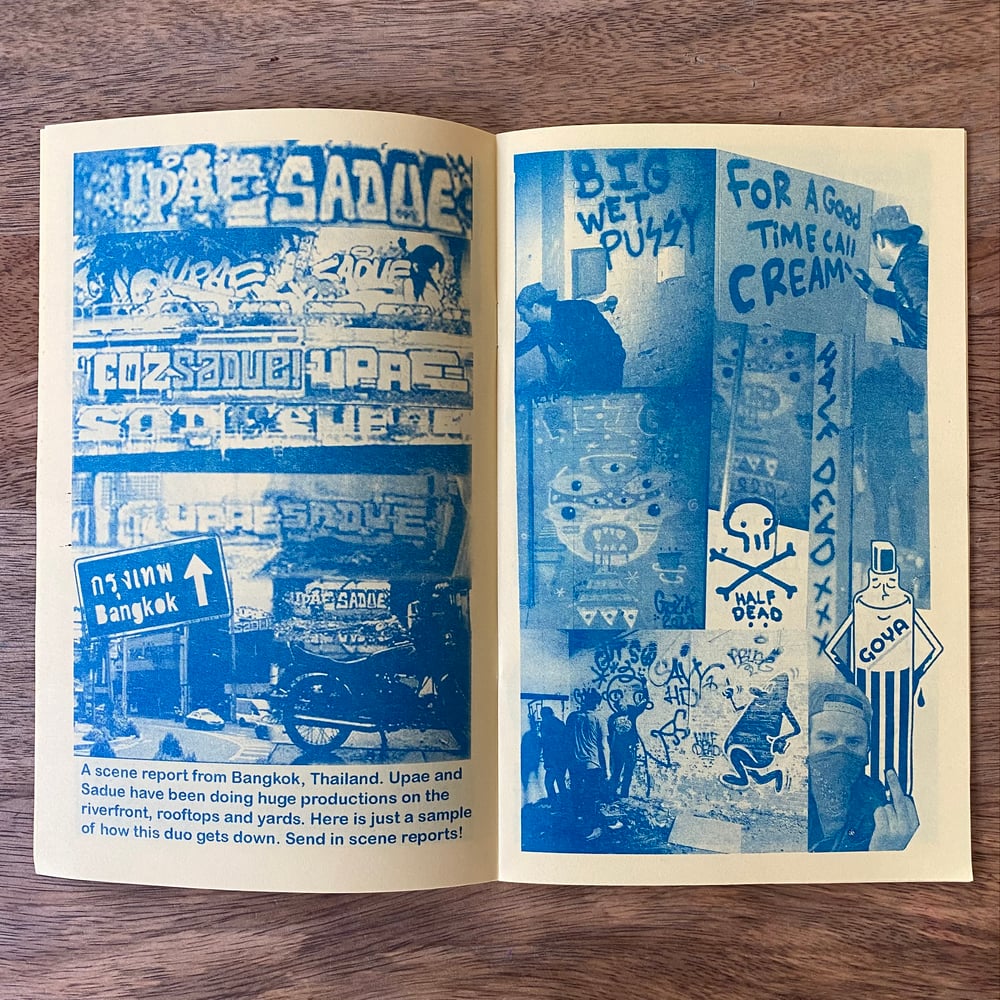 UPAE SADUE
UPAE SADUE
COZ SADUE! UPAE
SADUE UPAE
UPAE SADUE!
กรุงเทพ
Bangkok
UPAE SADUE
A scene report from Bangkok, Thailand. Upae and
Sadue have been doing huge productions on the
riverfront, rooftops and yards. Here is just a sample
of how this duo gets down. Send in scene reports!
BIG
WET
PUSSY
FOR A GOOD
TIME CALL
CREAM
HALF
DEAD
GOYA
GOYA
HALF
DEAD